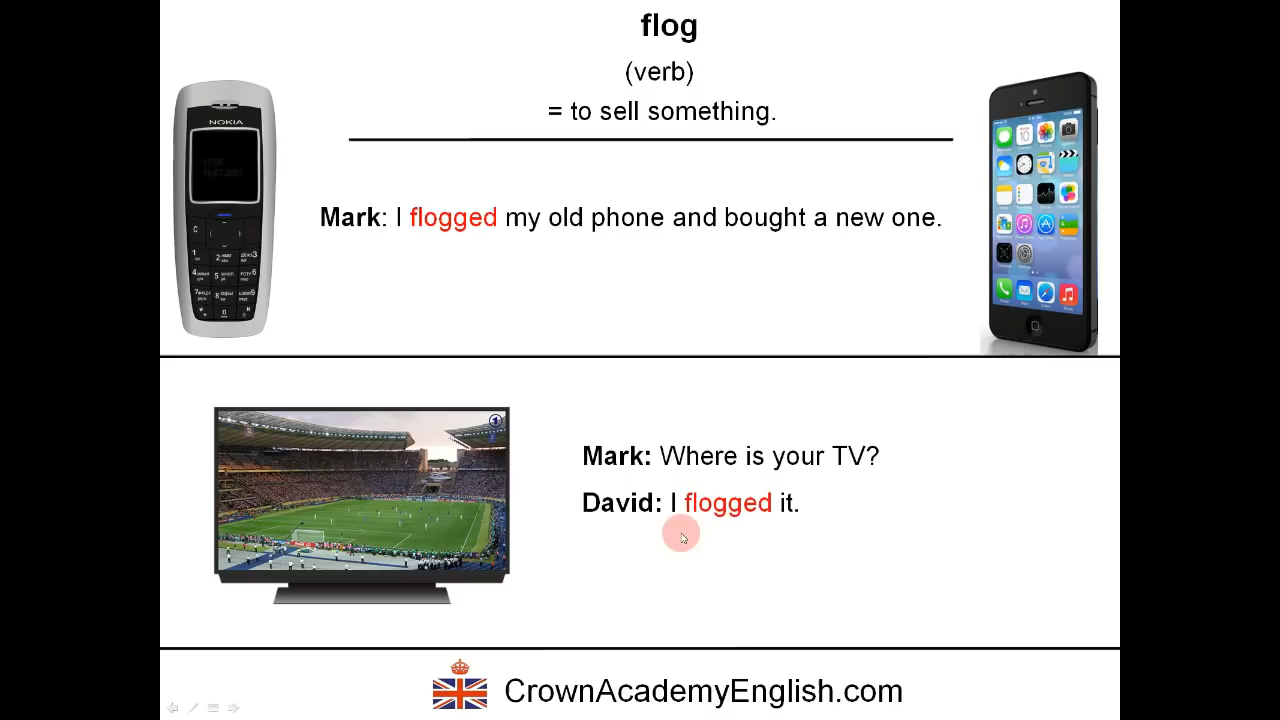 flog
(verb)
= to sell something.
NOKIA
Mark: I flogged my old phone and bought a new one.
Mark: Where is your TV?
David: I flogged it.
CrownAcademyEnglish.com